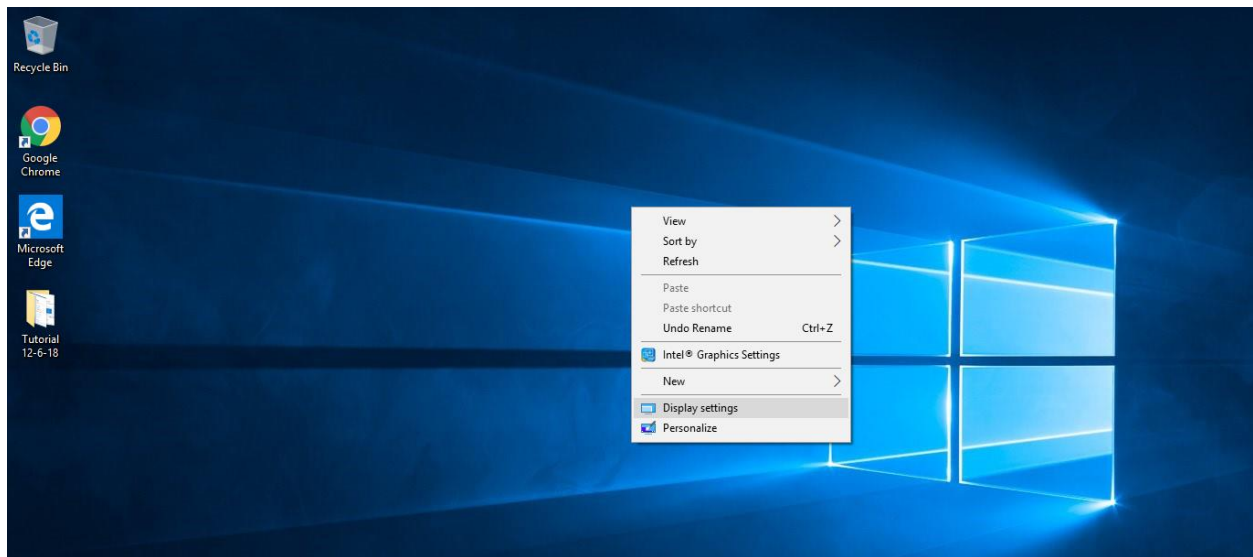 Recycle Bin
Google
Chrome
Microsoft
Edge
Tutorial
12-6-18
View
Sort by
Refresh
Paste
Paste shortcut
Undo Rename Ctrl+Z
Intel® Graphics Settings
New
Display settings
Personalize